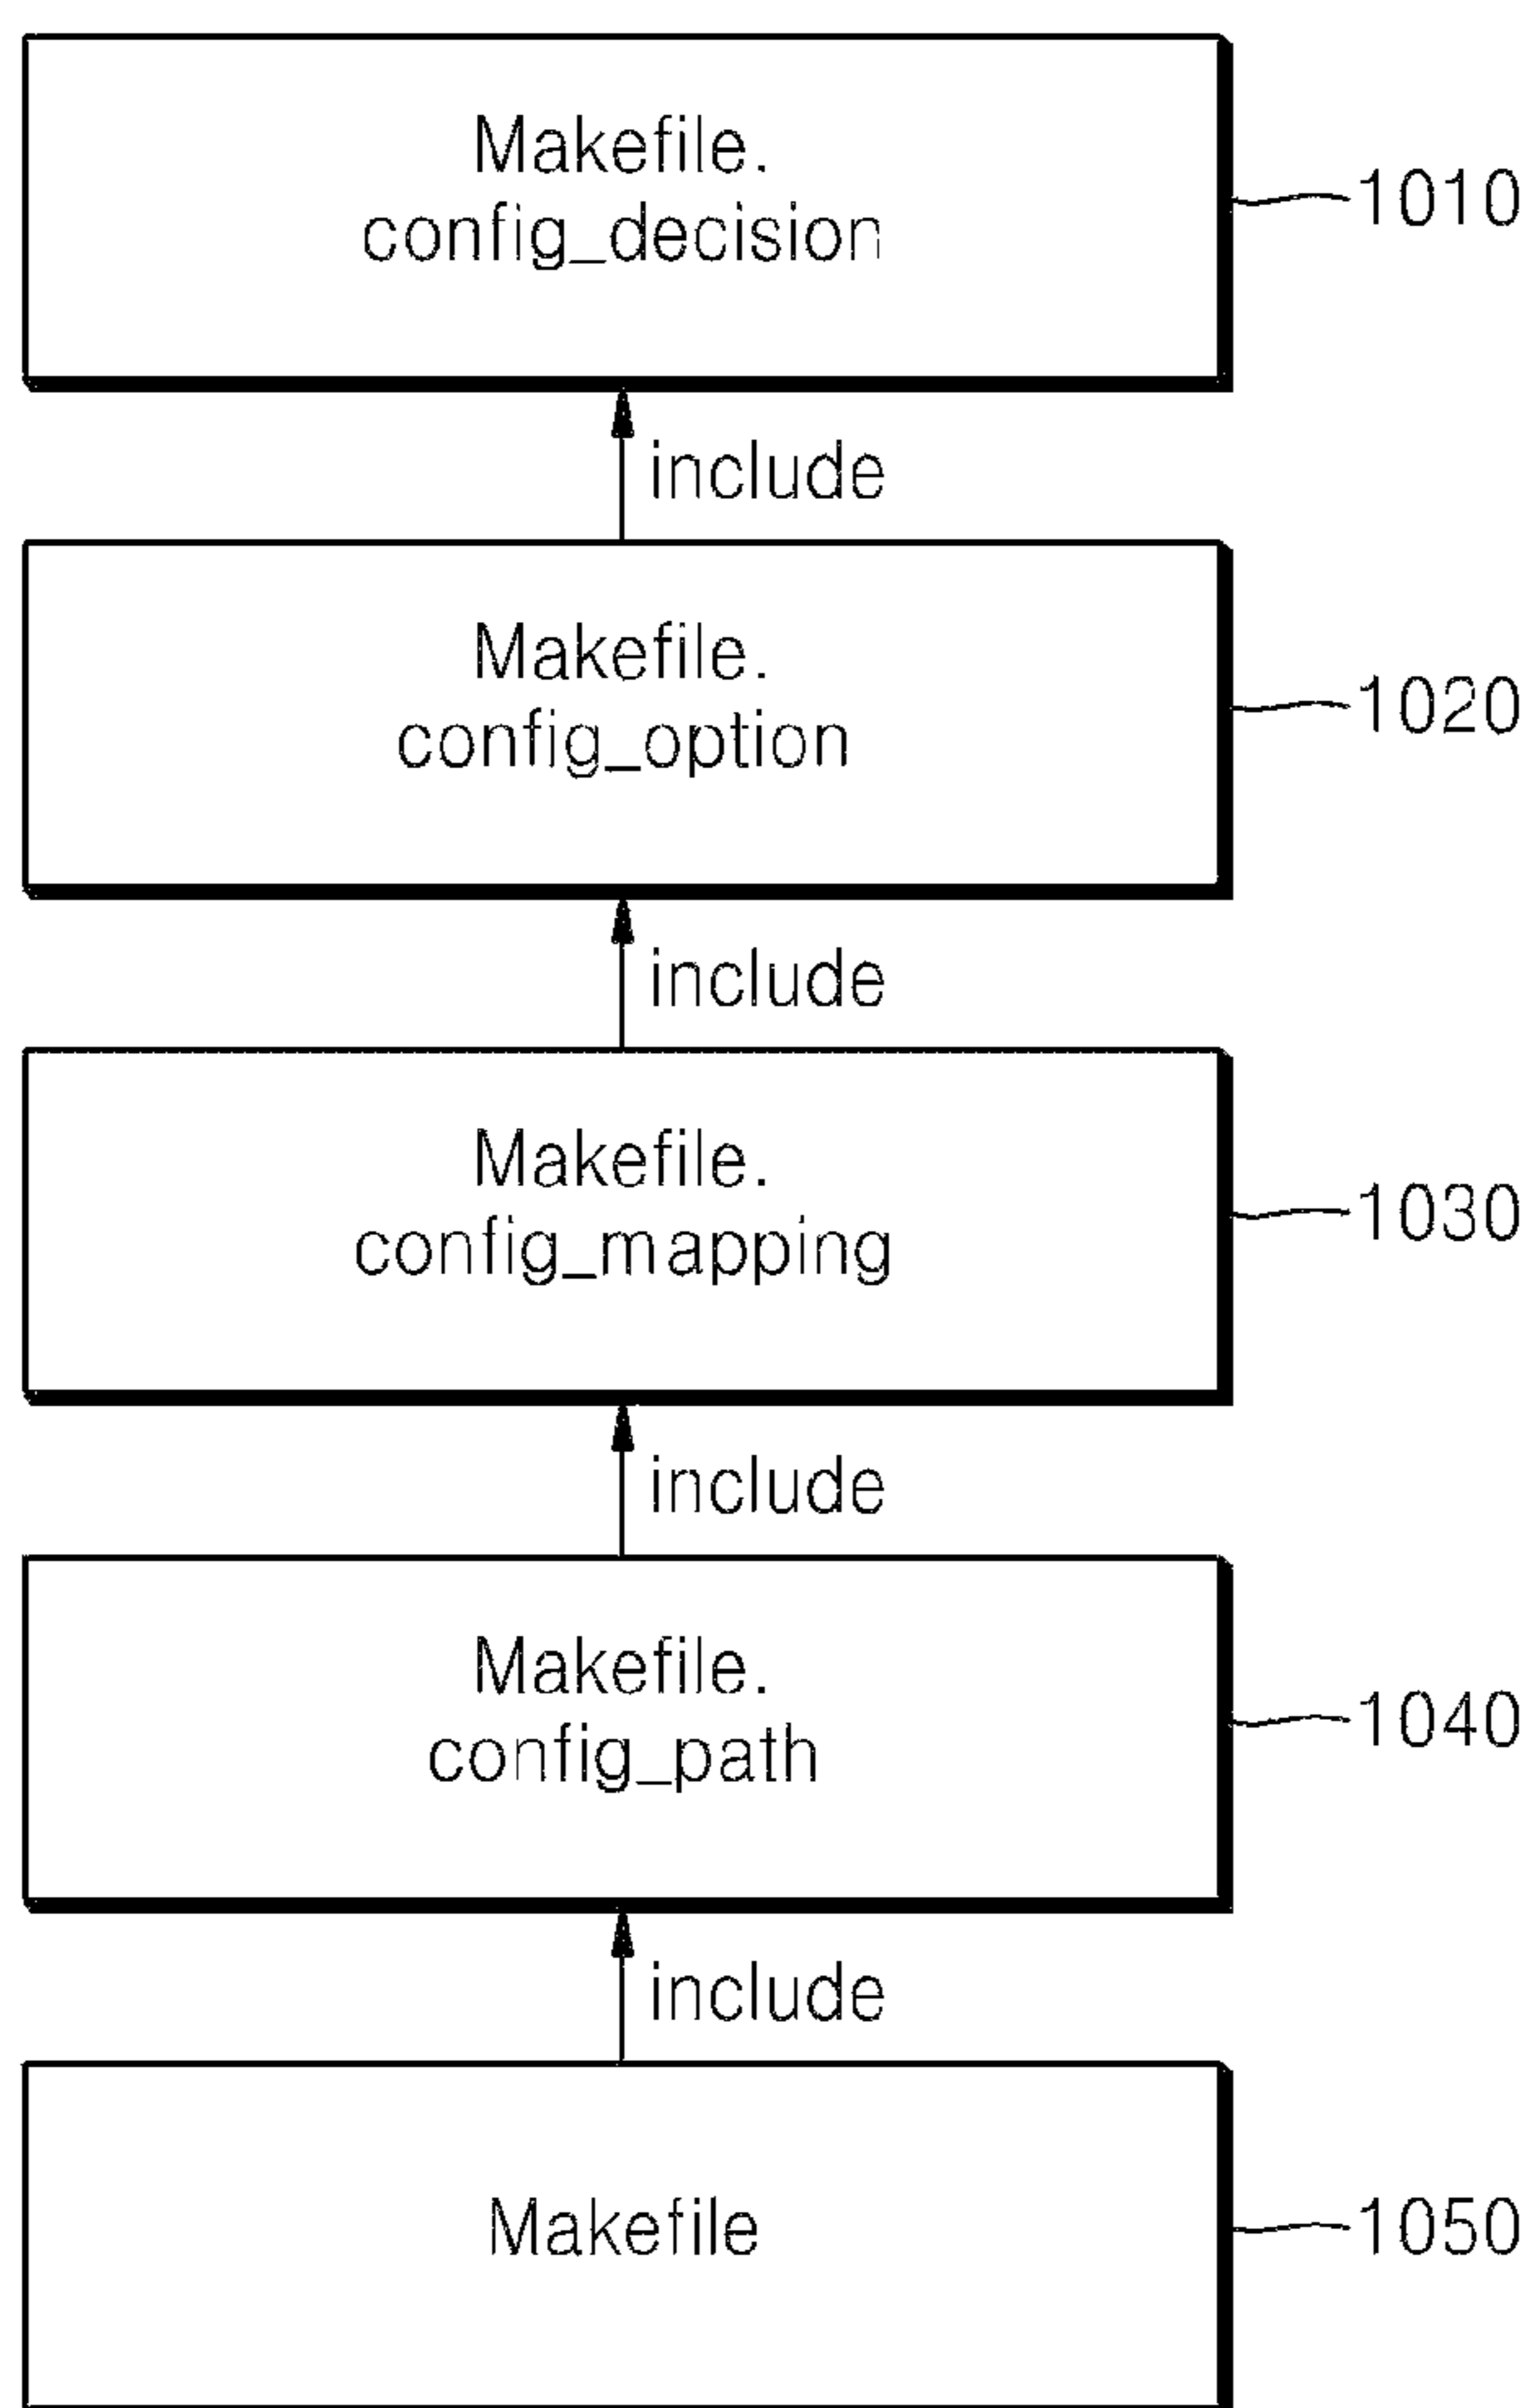 Makefile.
config_decision
1010
include
Makefile.
config_option
1020
include
Makefile.
config_mapping
1030
include
Makefile.
config_path
1040
include
Makefile
1050